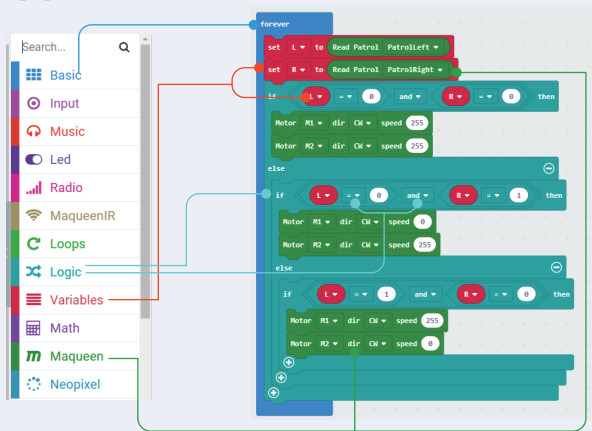 Search...
Basic
Input
Music
Led
Radio
MaqueenIR
Loops
Logic
Variables
Math
Maqueen
Neopixel
forever
set L to Read Patrol PatrolLeft
set R to Read Patrol PatrolRight
if L = 0 and R = 0 then
Motor M1 dir CW speed 255
Motor M2 dir CW speed 255
else
if L = 0 and R = 1 then
Motor M1 dir CW speed 0
Motor M2 dir CW speed 255
else
if L = 1 and R = 0 then
Motor M1 dir CW speed 255
Motor M2 dir CW speed 0